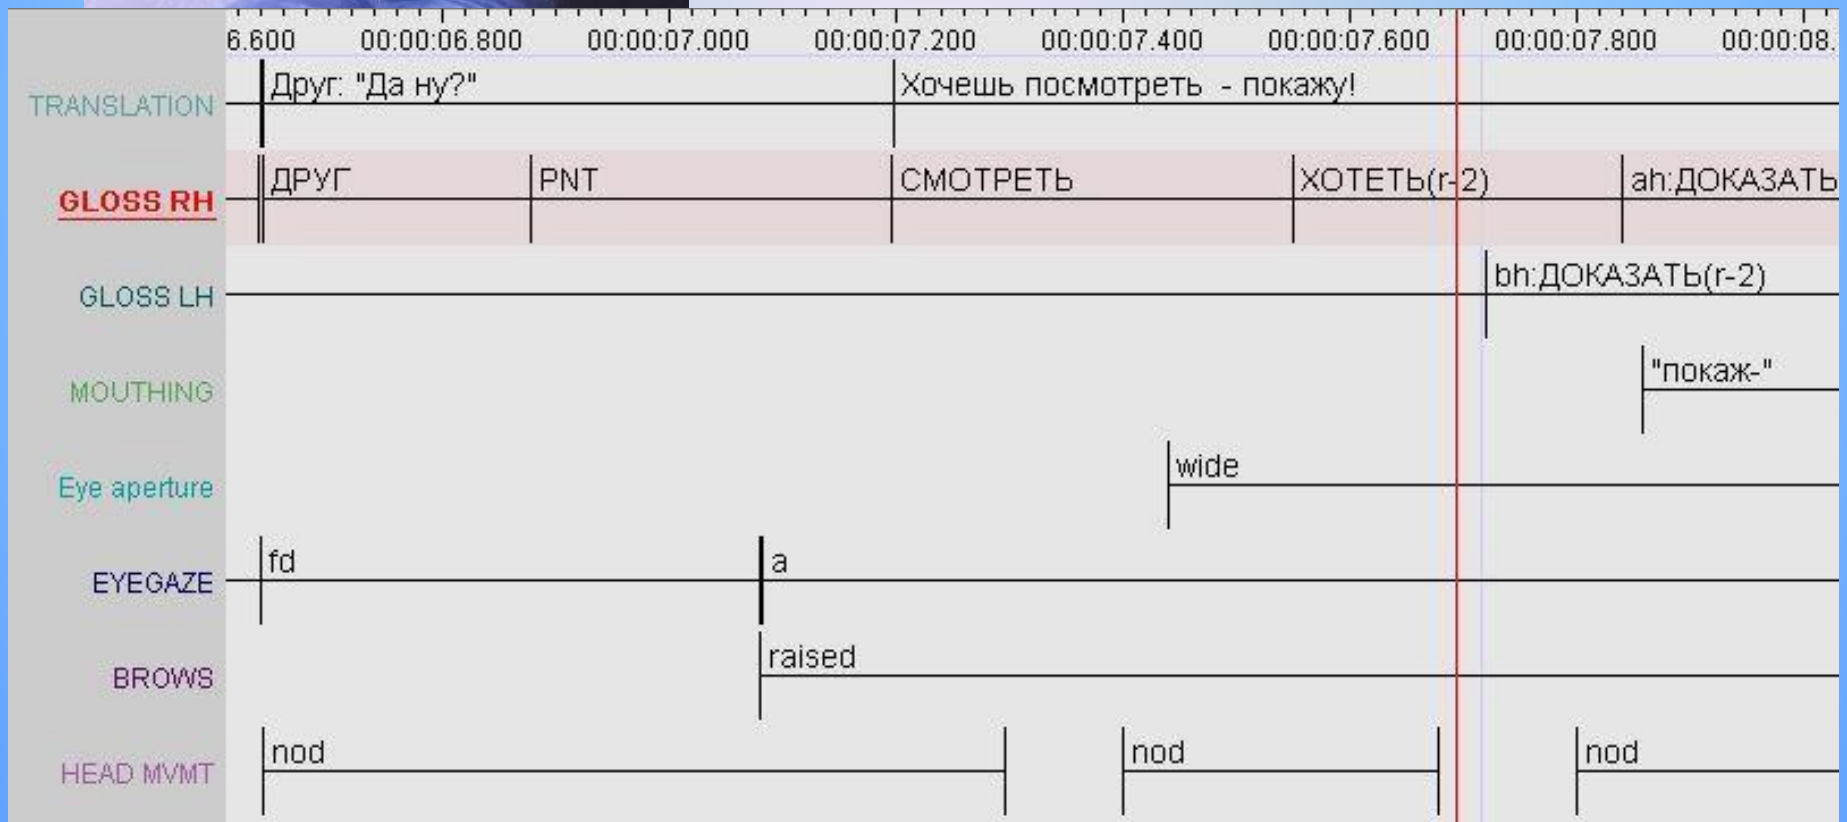 6.600 00:00:06.800 00:00:07.000 00:00:07.200 00:00:07.400 00:00:07.600 00:00:07.800 00:00:08.
TRANSLATION Друг: "Да ну?" Хочешь посмотреть - покажу!
GLOSS RH ДРУГ PNT СМОТРЕТЬ ХОТЕТЬ(r-2) ah:ДОКАЗАТЬ
GLOSS LH bh:ДОКАЗАТЬ(r-2)
MOUTHING "покаж-"
Eye aperture wide
EYEGAZE fd a
BROWS raised
HEAD MVMT nod nod nod